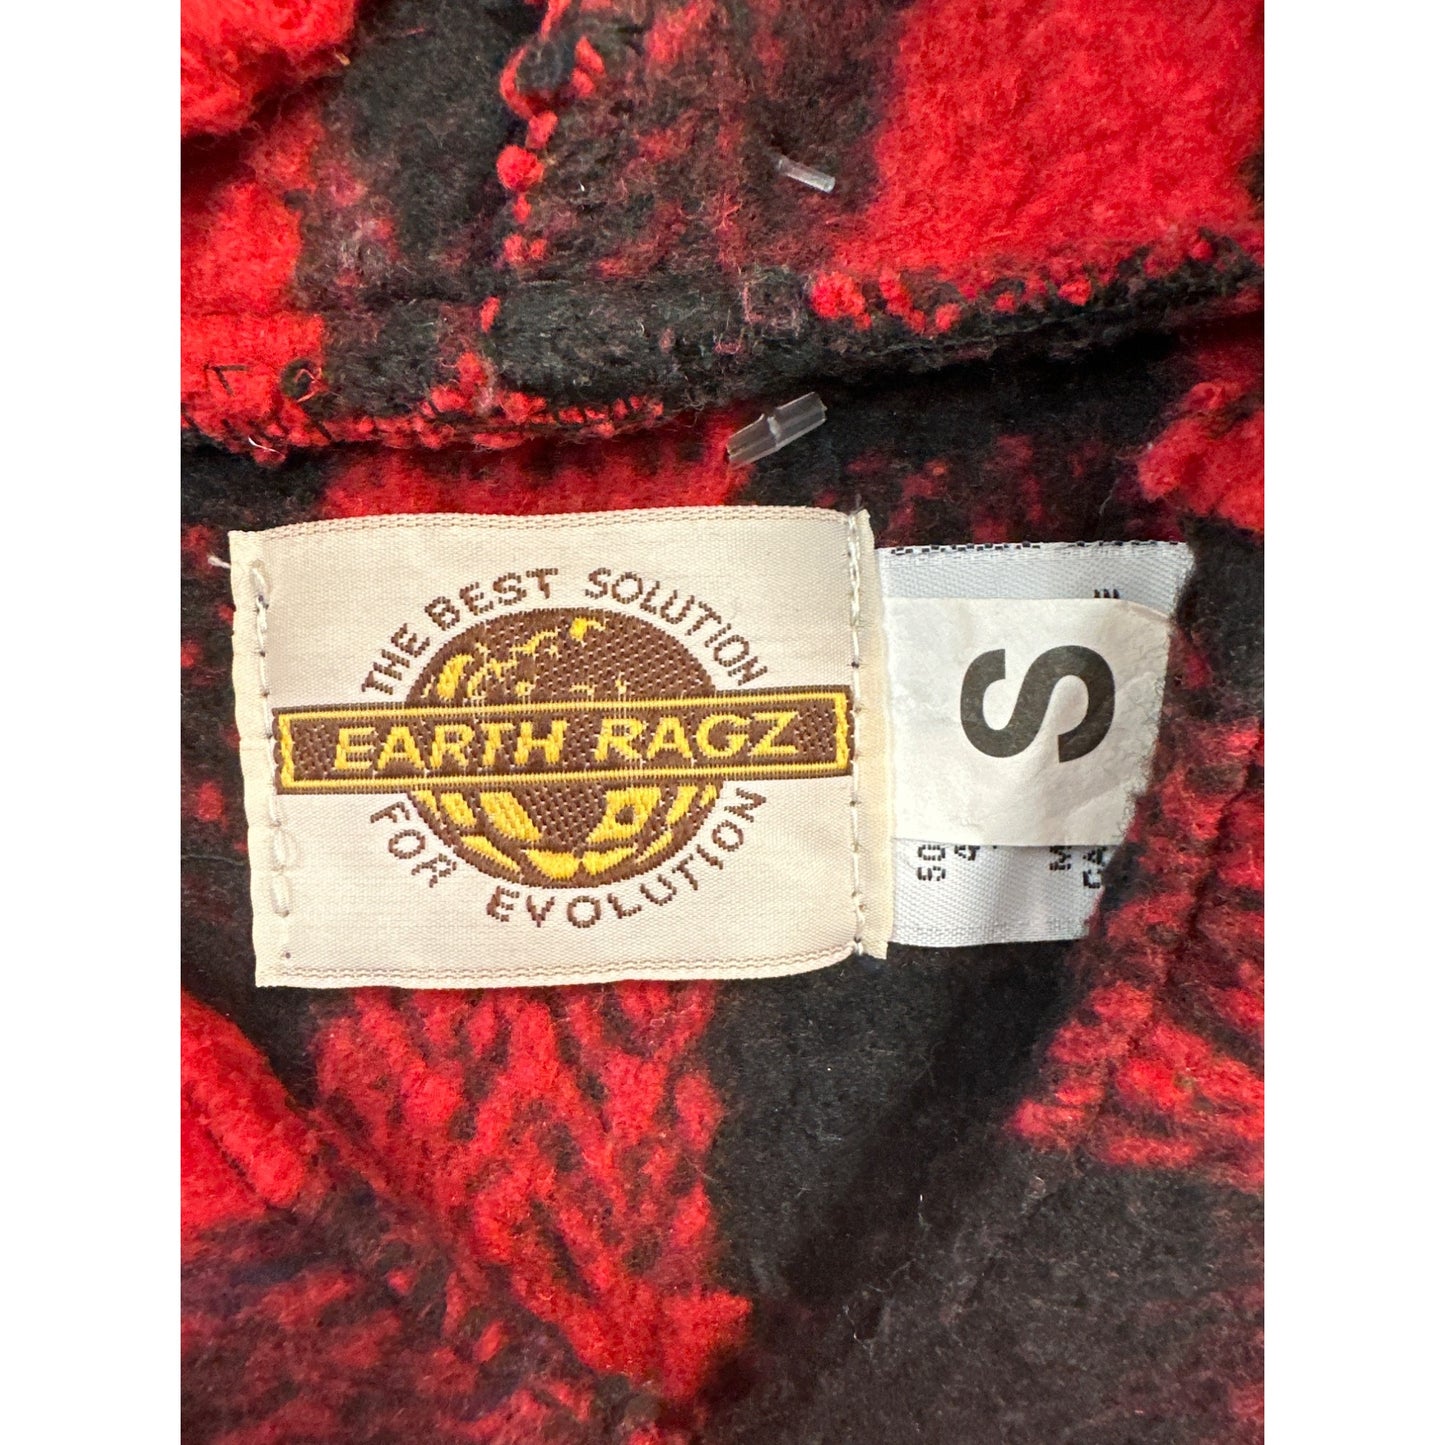 THE BEST SOLUTION
EARTH RAGZ
FOR EVOLUTION
S